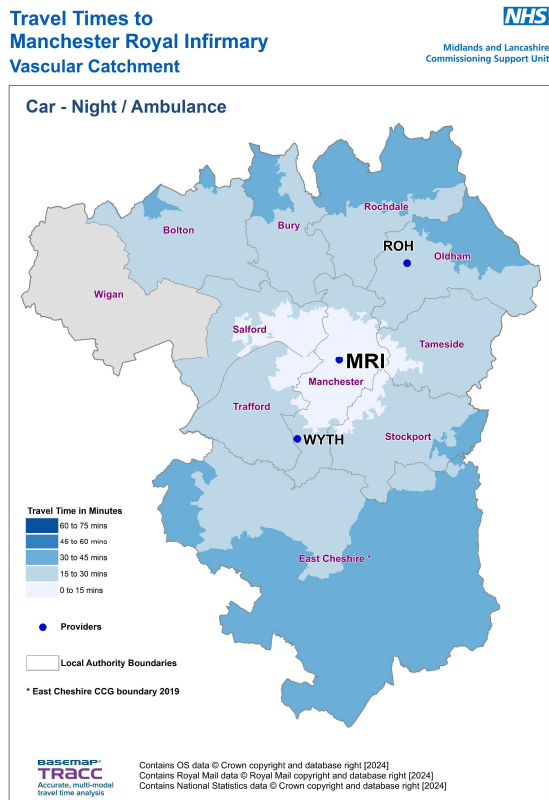 Travel Times to
Manchester Royal Infirmary
Vascular Catchment
NHS
Midlands and Lancashire
Commissioning Support Unit
Car - Night / Ambulance
Rochdale
Bury
Bolton
ROH
Oldham
Wigan
Salford
Tameside
MRI
Manchester
Trafford
WYTH
Stockport
East Cheshire *
Travel Time in Minutes
60 to 75 mins
45 to 60 mins
30 to 45 mins
15 to 30 mins
0 to 15 mins
Providers
Local Authority Boundaries
* East Cheshire CCG boundary 2019
BASEMAP®
TRACC
Accurate, multi-modal
travel time analysis
Contains OS data © Crown copyright and database right [2024]
Contains Royal Mail data © Royal Mail copyright and database right [2024]
Contains National Statistics data © Crown copyright and database right [2024]